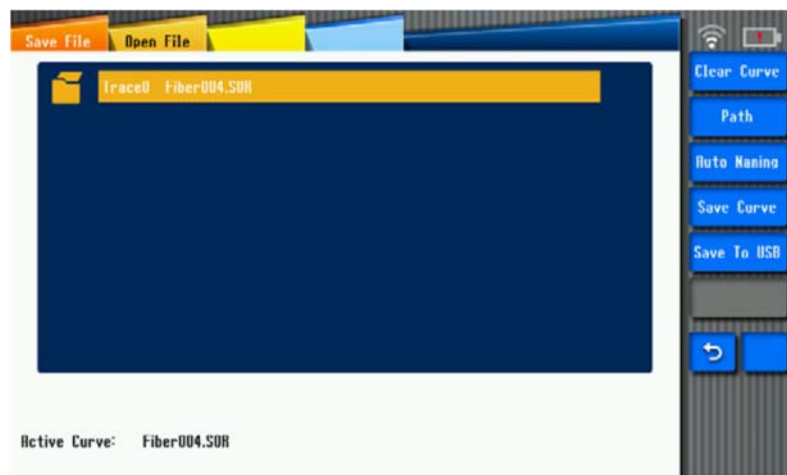 Save File
Open File
Clear Curve
Trace0 Fiber004.SOR
Path
Auto Naming
Save Curve
Save To USB
Active Curve: Fiber004.SOR